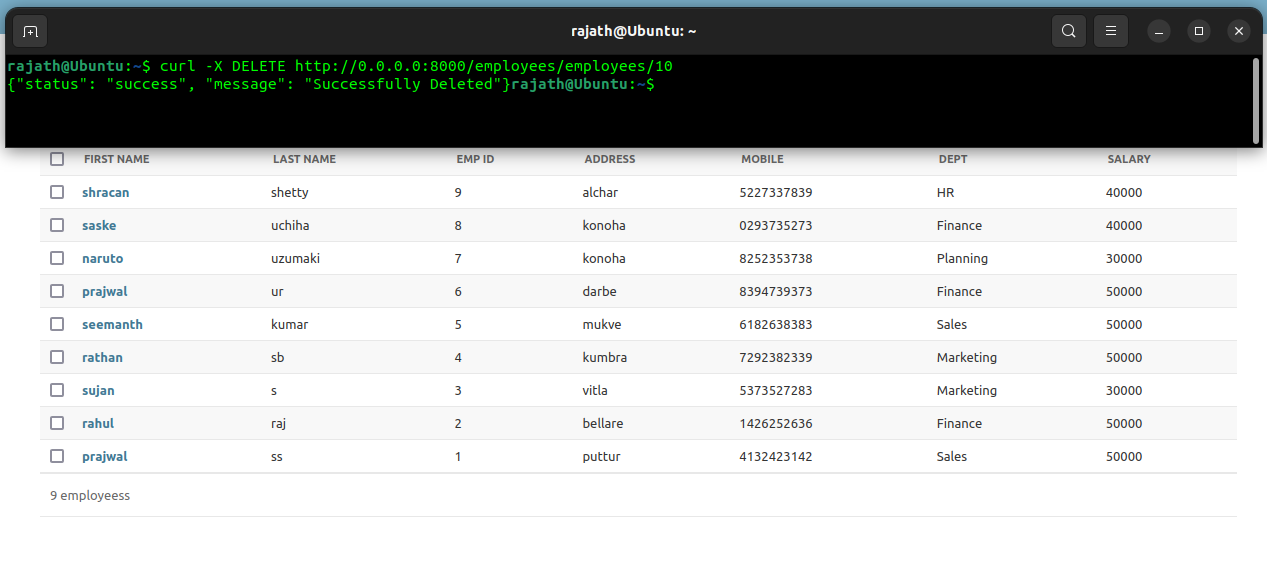 rajath@Ubuntu: ~
rajath@Ubuntu:~$ curl -X DELETE http://0.0.0.0:8000/employees/employees/10
{"status": "success", "message": "Successfully Deleted"}rajath@Ubuntu:~$
FIRST NAME LAST NAME EMP ID ADDRESS MOBILE DEPT SALARY
shracan shetty 9 alchar 5227337839 HR 40000
saske uchiha 8 konoha 0293735273 Finance 40000
naruto uzumaki 7 konoha 8252353738 Planning 30000
prajwal ur 6 darbe 8394739373 Finance 50000
seemanth kumar 5 mukve 6182638383 Sales 50000
rathan sb 4 kumbra 7292382339 Marketing 50000
sujan s 3 vitla 5373527283 Marketing 30000
rahul raj 2 bellare 1426252636 Finance 50000
prajwal ss 1 puttur 4132423142 Sales 50000
9 employeess